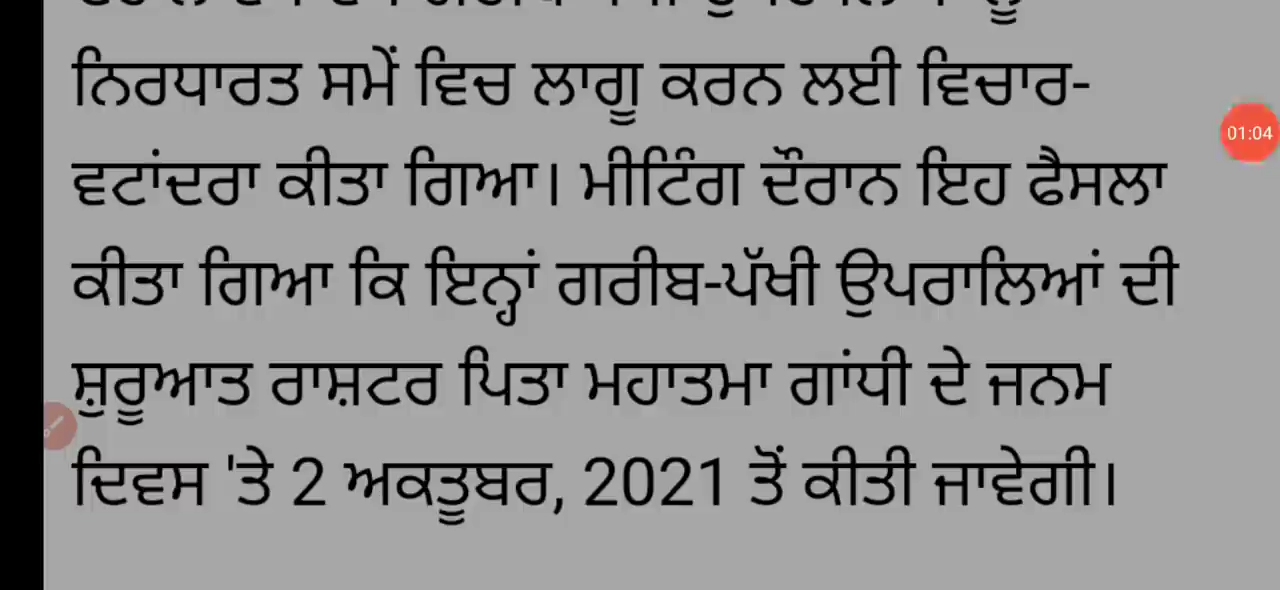 ਨਿਰਧਾਰਤ ਸਮੇਂ ਵਿਚ ਲਾਗੂ ਕਰਨ ਲਈ ਵਿਚਾਰ-
01:04
ਵਟਾਂਦਰਾ ਕੀਤਾ ਗਿਆ। ਮੀਟਿੰਗ ਦੌਰਾਨ ਇਹ ਫੈਸਲਾ
ਕੀਤਾ ਗਿਆ ਕਿ ਇਨ੍ਹਾਂ ਗਰੀਬ-ਪੱਖੀ ਉਪਰਾਲਿਆਂ ਦੀ
ਸ਼ੁਰੂਆਤ ਰਾਸ਼ਟਰ ਪਿਤਾ ਮਹਾਤਮਾ ਗਾਂਧੀ ਦੇ ਜਨਮ
ਦਿਵਸ 'ਤੇ 2 ਅਕਤੂਬਰ, 2021 ਤੋਂ ਕੀਤੀ ਜਾਵੇਗੀ।